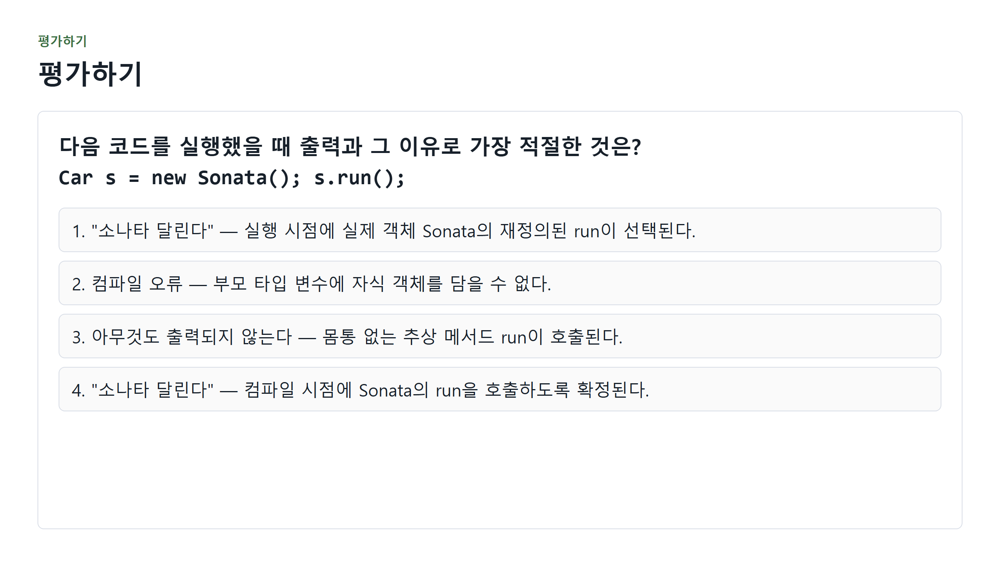 평가하기
평가하기
다음 코드를 실행했을 때 출력과 그 이유로 가장 적절한 것은?
Car s = new Sonata(); s.run();
1. "소나타 달린다" — 실행 시점에 실제 객체 Sonata의 재정의된 run이 선택된다.
2. 컴파일 오류 — 부모 타입 변수에 자식 객체를 담을 수 없다.
3. 아무것도 출력되지 않는다 — 몸통 없는 추상 메서드 run이 호출된다.
4. "소나타 달린다" — 컴파일 시점에 Sonata의 run을 호출하도록 확정된다.